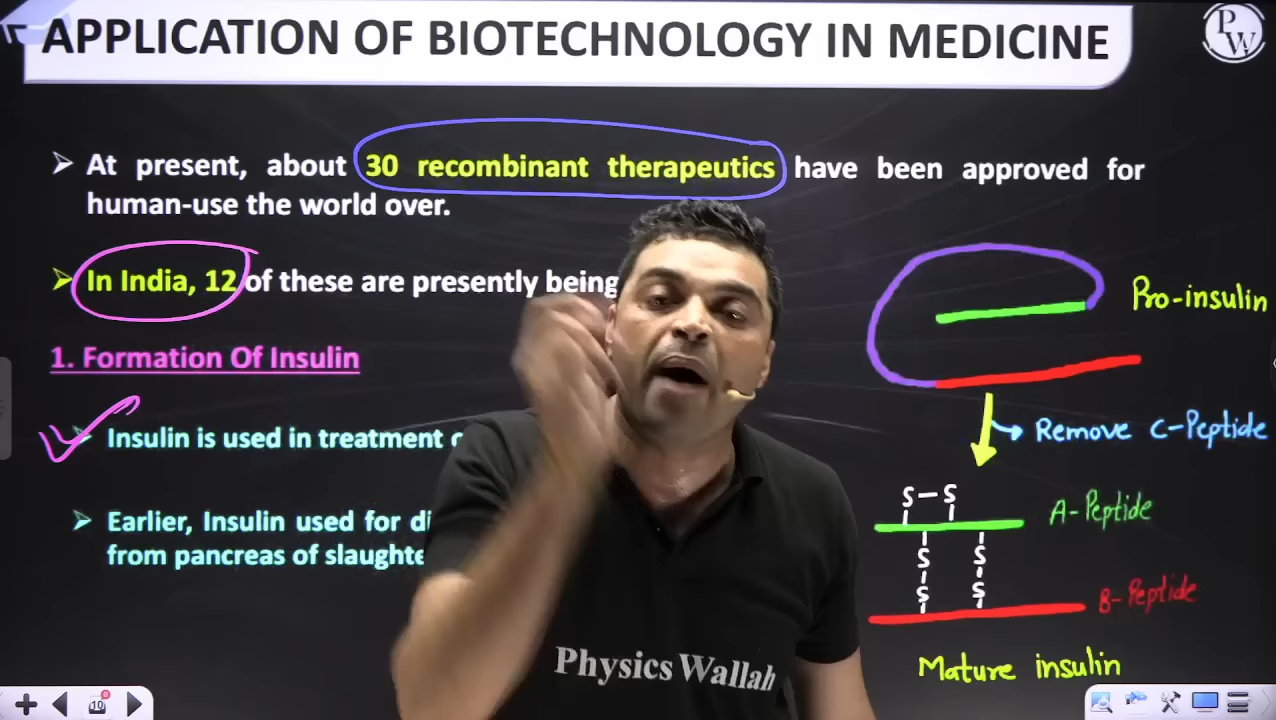 APPLICATION OF BIOTECHNOLOGY IN MEDICINE
PW
At present, about 30 recombinant therapeutics have been approved for
human-use the world over.
In India, 12 of these are presently being
1. Formation Of Insulin
Insulin is used in treatment
Earlier, Insulin used for
from pancreas of
Pro-insulin
Remove C-Peptide
S-S
A-Peptide
S S
S S
B-Peptide
Mature insulin
Physics Wallah
10
0